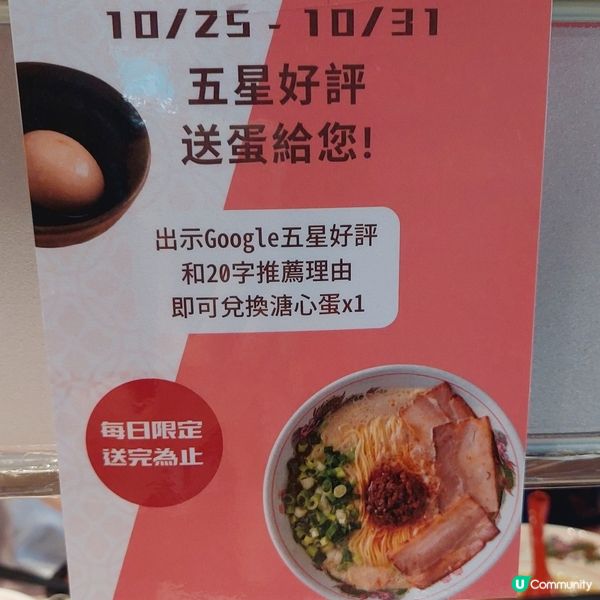 10/25 - 10/31
五星好評
送蛋給您!
出示Google五星好評
和20字推薦理由
即可兌換溏心蛋x1
每日限定
送完為止
U Community